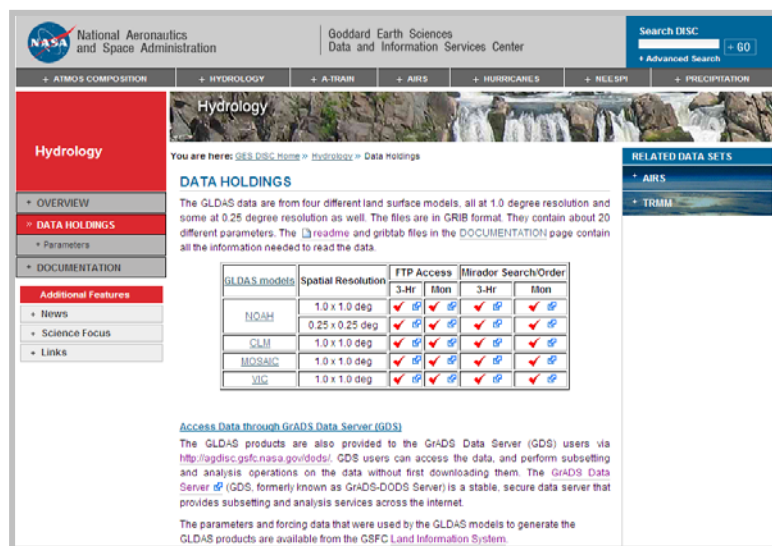 NASA
National Aeronautics
and Space Administration
Goddard Earth Sciences
Data and Information Services Center
Search DISC
+ GO
+ Advanced Search
+ ATMOS COMPOSITION
+ HYDROLOGY
+ A-TRAIN
+ AIRS
+ HURRICANES
+ NEESPI
+ PRECIPITATION
Hydrology
Hydrology
You are here: GES DISC Home » Hydrology » Data Holdings
RELATED DATA SETS
+ AIRS
+ TRMM
+ OVERVIEW
» DATA HOLDINGS
+ Parameters
+ DOCUMENTATION
Additional Features
+ News
+ Science Focus
+ Links
DATA HOLDINGS
The GLDAS data are from four different land surface models, all at 1.0 degree resolution and
some at 0.25 degree resolution as well. The files are in GRIB format. They contain about 20
different parameters. The readme and gribtab files in the DOCUMENTATION page contain
all the information needed to read the data.
GLDAS models Spatial Resolution FTP Access Mirador Search/Order
3-Hr Mon 3-Hr Mon
NOAH 1.0 x 1.0 deg
0.25 x 0.25 deg
CLM 1.0 x 1.0 deg
MOSAIC 1.0 x 1.0 deg
VIC 1.0 x 1.0 deg
Access Data through GrADS Data Server (GDS)
The GLDAS products are also provided to the GrADS Data Server (GDS) users via
http://agdisc.gsfc.nasa.gov/dods/. GDS users can access the data, and perform subsetting
and analysis operations on the data without first downloading them. The GrADS Data
Server (GDS, formerly known as GrADS-DODS Server) is a stable, secure data server that
provides subsetting and analysis services across the internet.
The parameters and forcing data that were used by the GLDAS models to generate the
GLDAS products are available from the GSFC Land Information System.